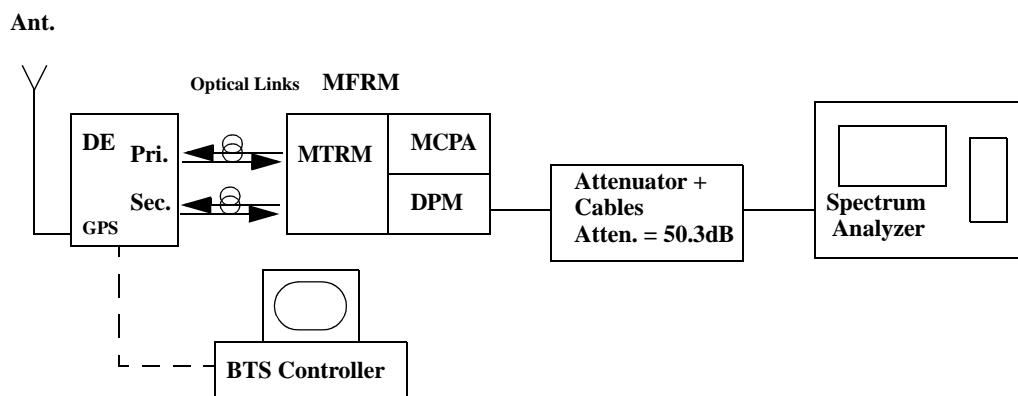 Ant.
Optical Links MFRM
DE
Pri.
Sec.
GPS
MTRM
MCPA
DPM
Attenuator +
Cables
Atten. = 50.3dB
Spectrum
Analyzer
BTS Controller